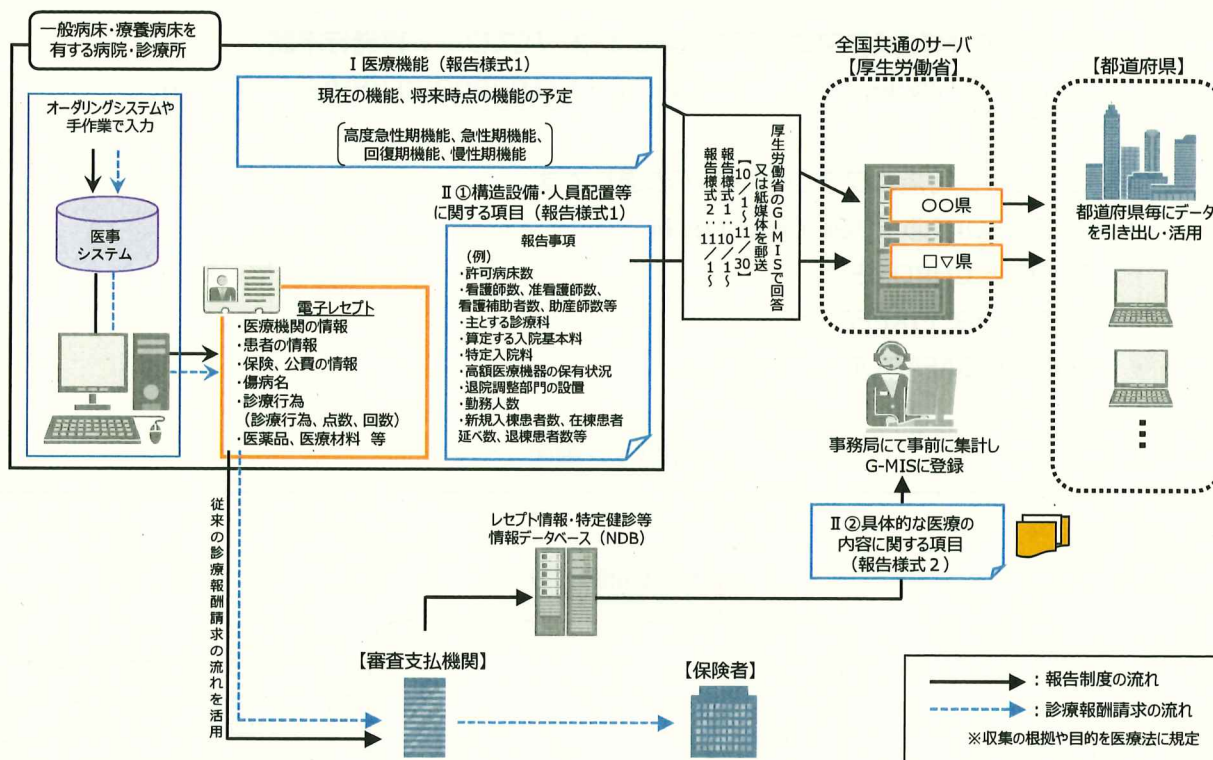 一般病床・療養病床を
有する病院・診療所
オーダリングシステムや
手作業で入力
医事
システム
Ⅰ 医療機能（報告様式1）
現在の機能、将来時点の機能の予定
高度急性期機能、急性期機能、
回復期機能、慢性期機能
Ⅱ①構造設備・人員配置等
に関する項目（報告様式1）
報告事項
（例）
・許可病床数
・看護師数、准看護師数、
看護補助者数、助産師数等
・主とする診療科
・算定する入院基本料
・特定入院料
・高額医療機器の保有状況
・退院調整部門の設置
・勤務人数
・新規入棟患者数、在棟患者
延べ数、退棟患者数等
電子レセプト
・医療機関の情報
・患者の情報
・保険、公費の情報
・傷病名
・診療行為
（診療行為、点数、回数）
・医薬品、医療材料 等
厚生労働省のG-IMISで回答
又は紙媒体を郵送
【10／1～11／30】
報告様式1：10／1～
報告様式2：11／1～
全国共通のサーバ
【厚生労働省】
〇〇県
□▽県
【都道府県】
都道府県毎にデータ
を引き出し・活用
事務局にて事前に集計し
G-MISに登録
Ⅱ②具体的な医療の
内容に関する項目
（報告様式２）
レセプト情報・特定健診等
情報データベース（NDB）
従来の診療報酬請求の流れを活用
【審査支払機関】
【保険者】
：報告制度の流れ
：診療報酬請求の流れ
※収集の根拠や目的を医療法に規定